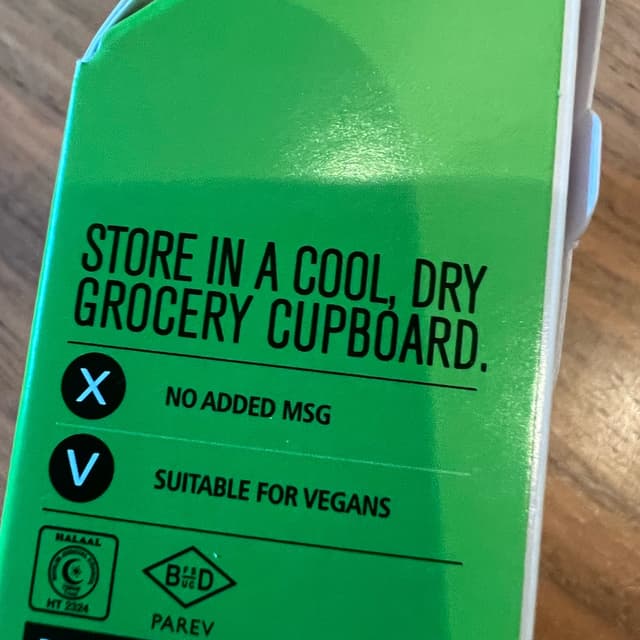 STORE IN A COOL, DRY
GROCERY CUPBOARD.
X NO ADDED MSG
V SUITABLE FOR VEGANS
HALAAL
HT 2324
B D
PAREV